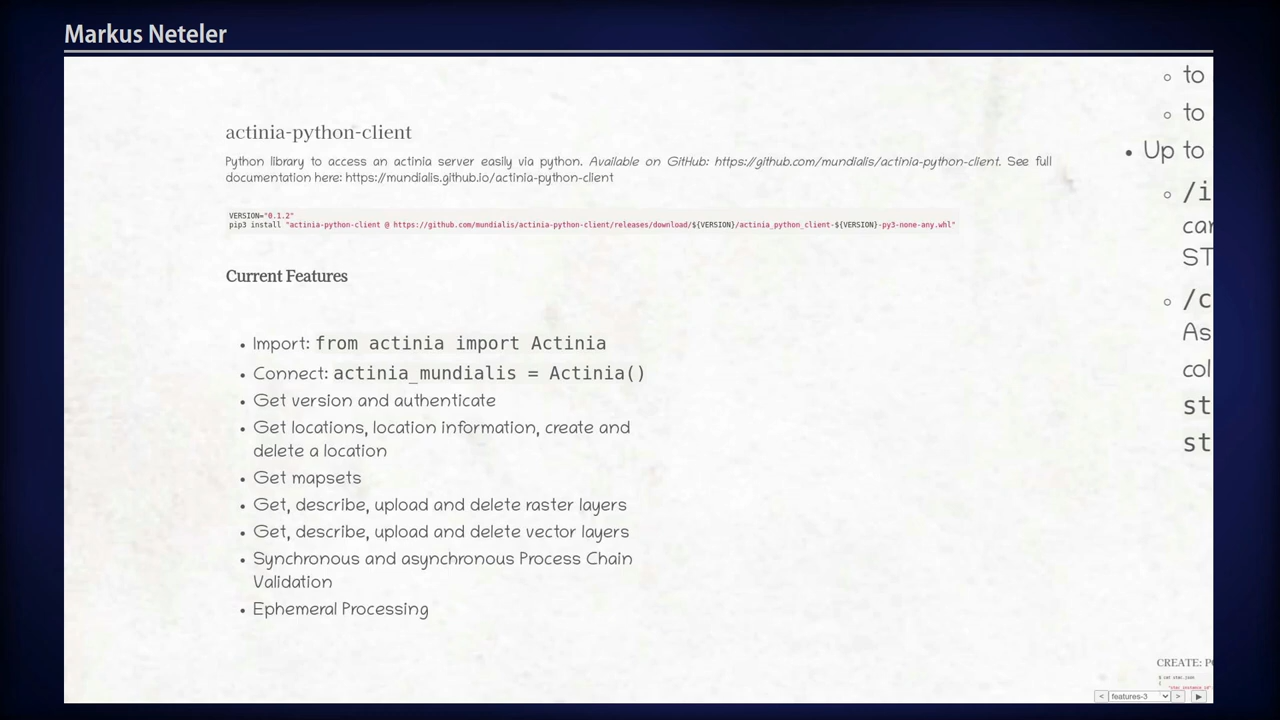 Markus Neteler
actinia-python-client
Python library to access an actinia server easily via python. Available on GitHub: https://github.com/mundialis/actinia-python-client. See full
documentation here: https://mundialis.github.io/actinia-python-client
VERSION="0.1.2"
pip3 install "actinia-python-client @ https://github.com/mundialis/actinia-python-client/releases/download/${VERSION}/actinia_python_client-${VERSION}-py3-none-any.whl"
Current Features
• Import: from actinia import Actinia
• Connect: actinia_mundialis = Actinia()
• Get version and authenticate
• Get locations, location information, create and
delete a location
• Get mapsets
• Get, describe, upload and delete raster layers
• Get, describe, upload and delete vector layers
• Synchronous and asynchronous Process Chain
Validation
• Ephemeral Processing
◦ to
◦ to
• Up to
◦ /i
car
ST
◦ /c
As
col
st
st
CREATE: P
$ cat stac.json
{
"stac_instance_id"
< features-3 > ▶